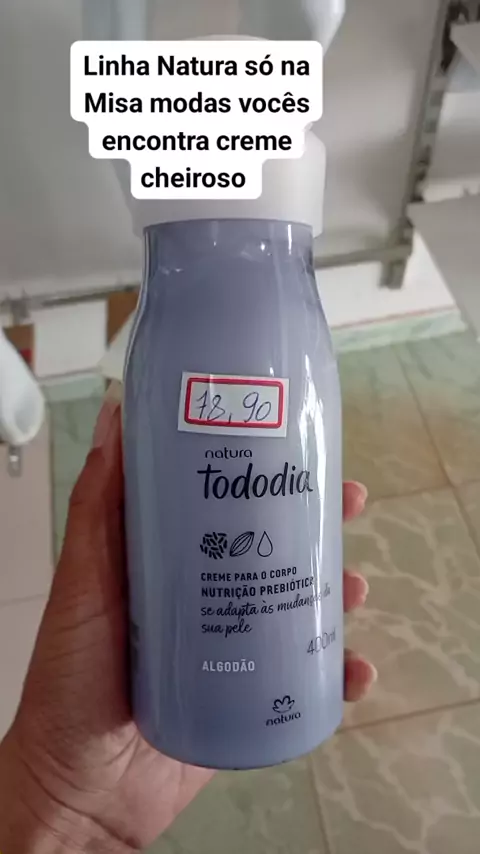 Linha Natura só na
Misa modas vocês
encontra creme
cheiroso
78,90
natura
tododia
CREME PARA O CORPO
NUTRIÇÃO PREBIÓTICA
se adapta às mudanças da
sua pele
400ml
ALGODÃO
natura